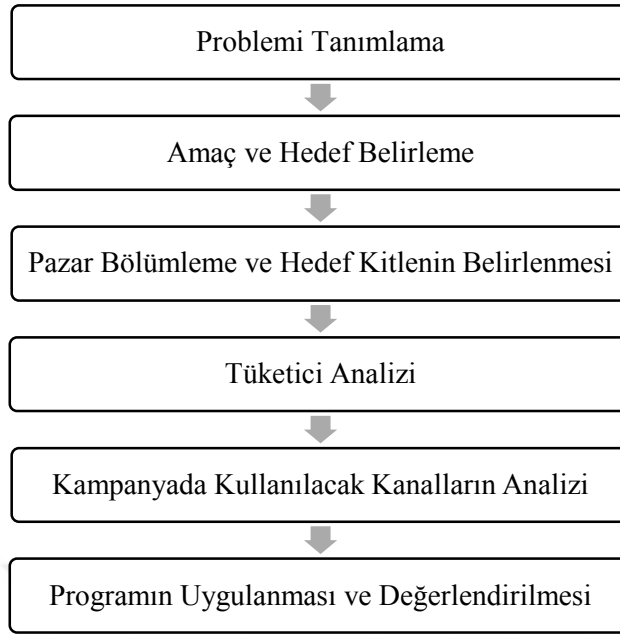 Problemi Tanımlama
Amaç ve Hedef Belirleme
Pazar Bölümleme ve Hedef Kitlenin Belirlenmesi
Tüketici Analizi
Kampanyada Kullanılacak Kanalların Analizi
Programın Uygulanması ve Değerlendirilmesi